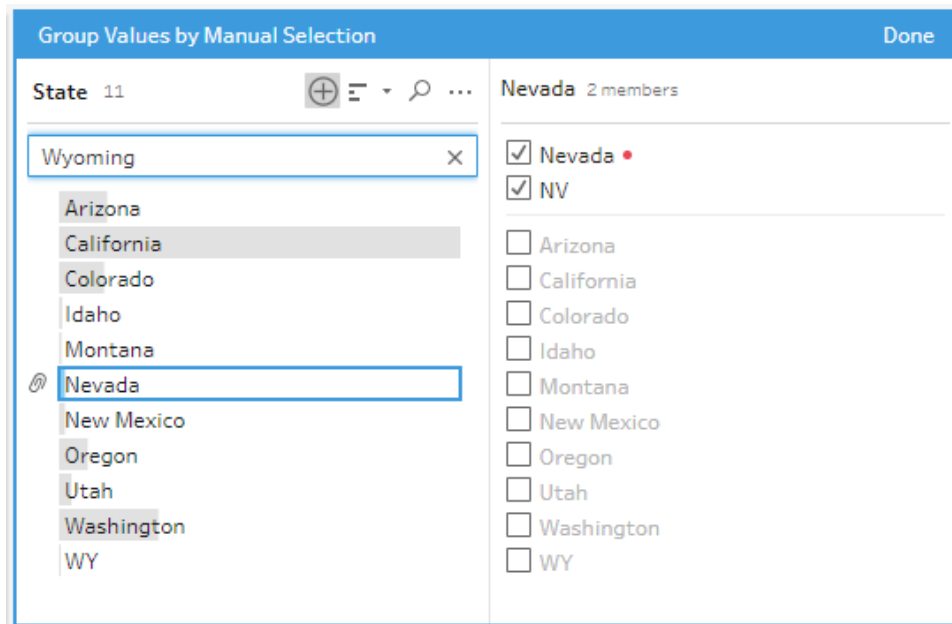 Group Values by Manual Selection Done
State 11
Wyoming
Arizona
California
Colorado
Idaho
Montana
Nevada
New Mexico
Oregon
Utah
Washington
WY
Nevada 2 members
Nevada
NV
Arizona
California
Colorado
Idaho
Montana
New Mexico
Oregon
Utah
Washington
WY